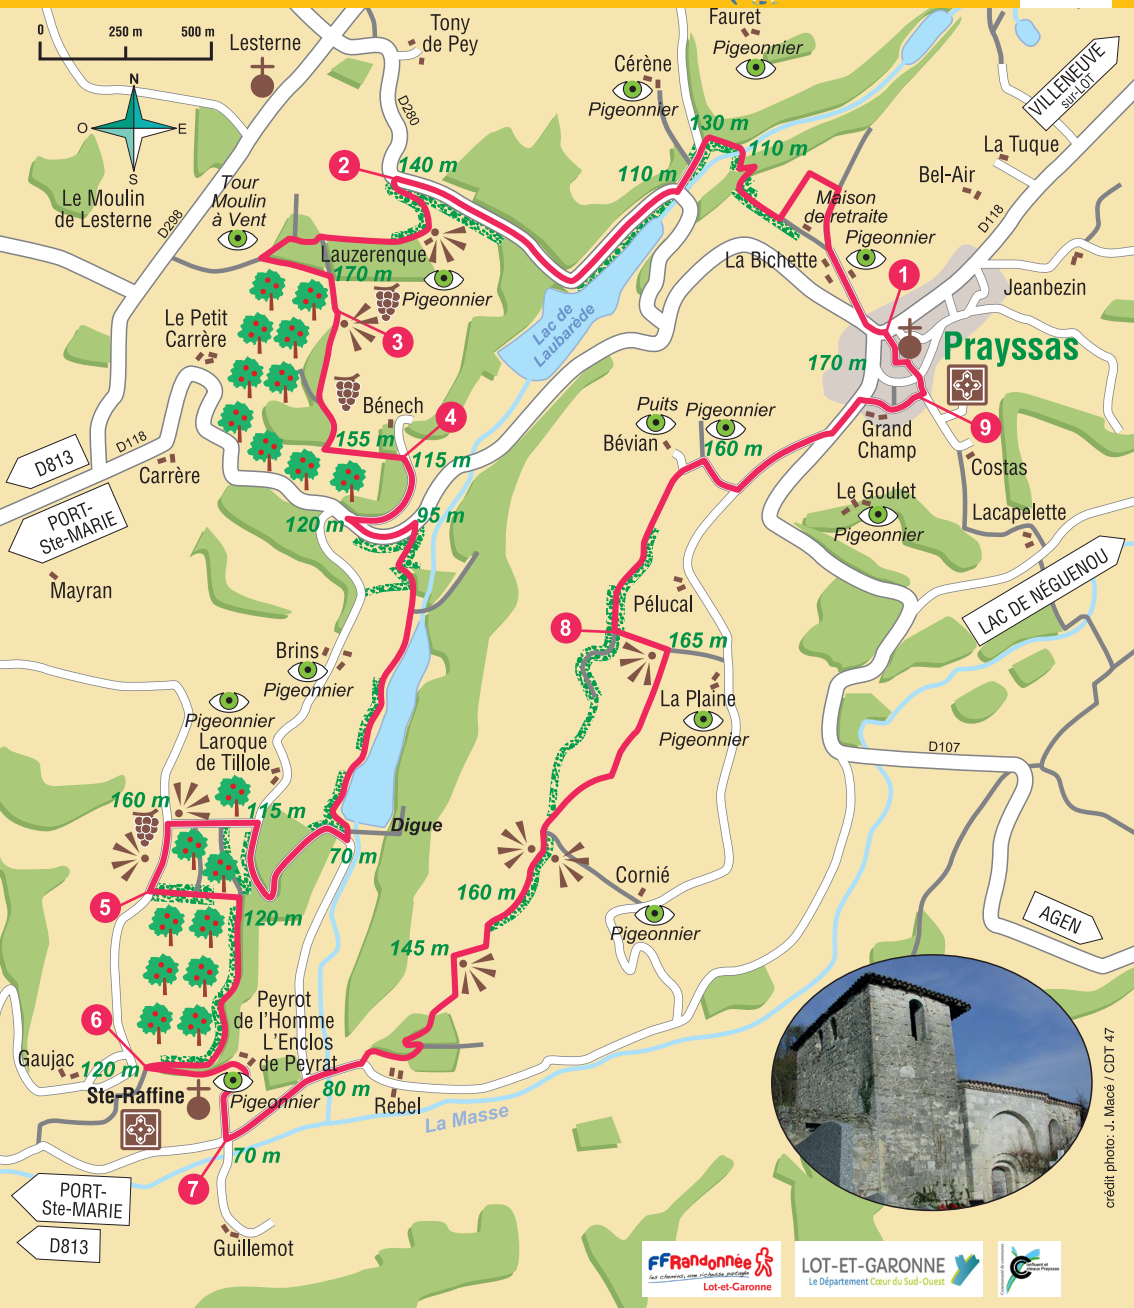 0
250 m
500 m
Lesterne
Tony
de Pey
Fauret
Pigeonnier
Cérène
Pigeonnier
VILLENEUVE
sur-LOT
N
O
E
S
D280
130 m
110 m
La Tuque
Bel-Air
2
140 m
110 m
Le Moulin
de Lesterne
Tour
Moulin
à Vent
D298
Maison
de retraite
D118
Pigeonnier
Lauzerenque
170 m
Pigeonnier
La Bichette
1
Jeanbezin
Lac de
Laubarède
Le Petit
Carrère
3
Prayssas
170 m
Bénech
4
Puits
Pigeonnier
9
Grand
Champ
D118
155 m
115 m
Bévian
160 m
Costas
D813
Carrère
Le Goulet
Pigeonnier
Lacapelette
PORT-
Ste-MARIE
120 m
95 m
LAC DE NÉGUENOU
Mayran
Pélucal
8
165 m
Brins
Pigeonnier
La Plaine
Pigeonnier
Pigeonnier
Laroque
de Tillole
D107
160 m
115 m
Digue
70 m
Cornié
Pigeonnier
160 m
5
120 m
AGEN
145 m
Peyrot
de l'Homme
L'Enclos
de Peyrat
6
Gaujac
120 m
Ste-Raffine
Pigeonnier
80 m
Rebel
La Masse
70 m
7
PORT-
Ste-MARIE
D813
Guillemot
crédit photo: J. Macé / CDT 47
FFRandonnée
les chemins, une richesse partagée
Lot-et-Garonne
LOT-ET-GARONNE
Le Département Cœur du Sud-Ouest